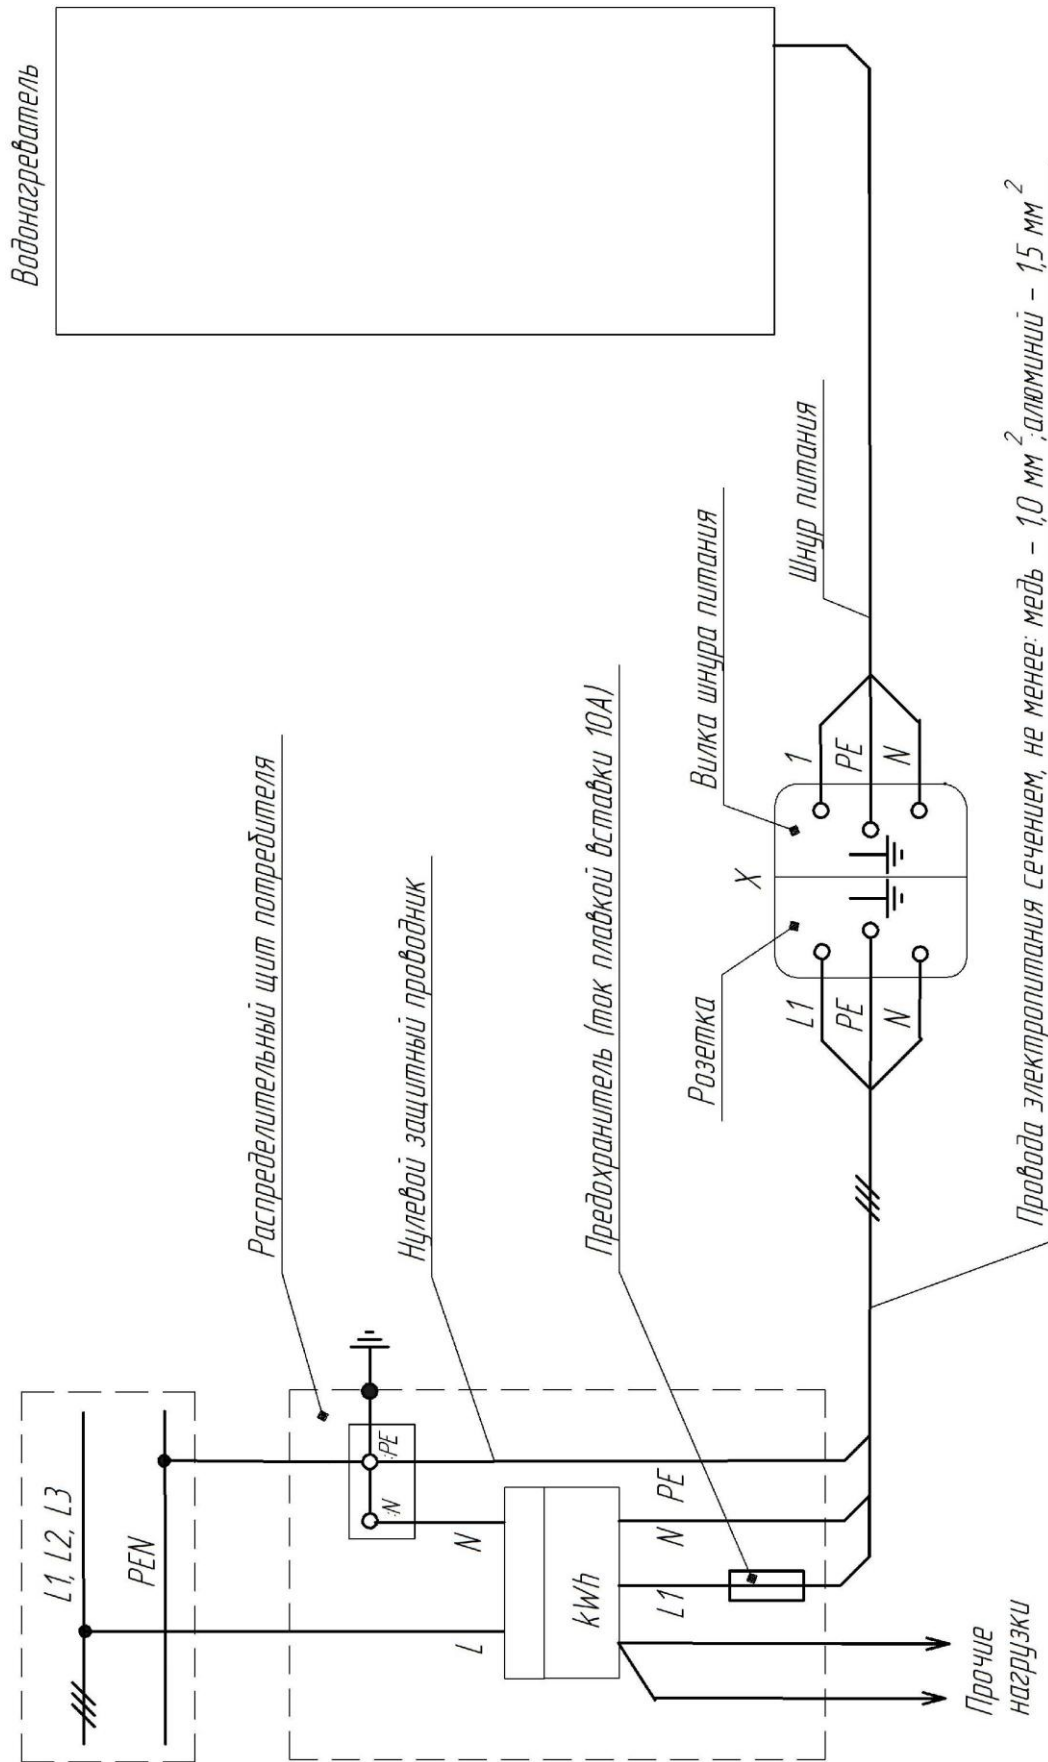 Водонагреватель
Распределительный щит потребителя
Нулевой защитный проводник
Предохранитель (ток плавкой вставки 10А)
Вилка шнура питания
Шнур питания
Розетка
X
L1
PE
N
1
PE
N
L1, L2, L3
PEN
:PE
:N
N
L
kWh
PE
N
L1
Прочие
нагрузки
Провода электропитания сечением, не менее: медь – 1,0 мм²;алюминий – 1,5 мм²